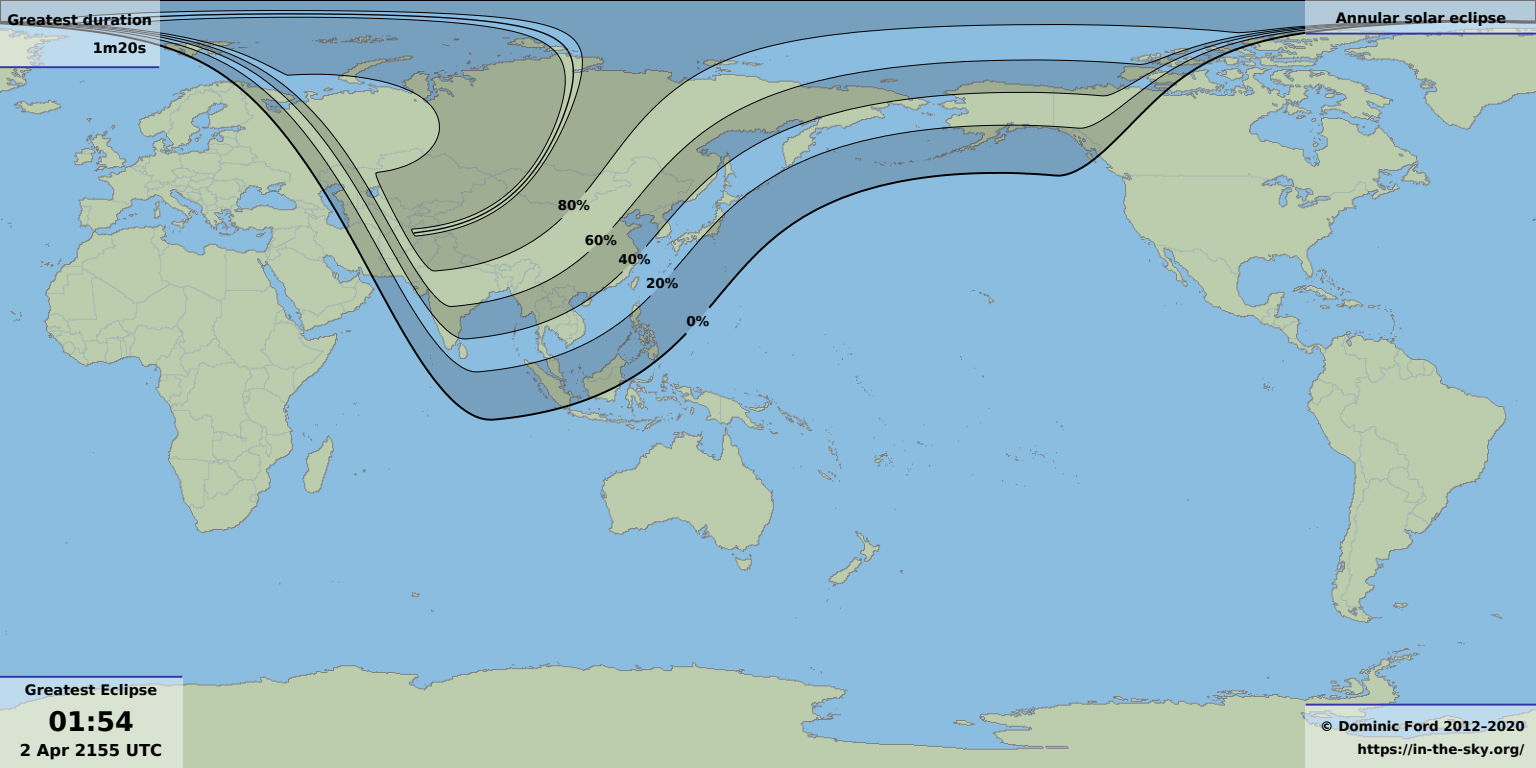 Greatest duration
1m20s
Annular solar eclipse
80%
60%
40%
20%
0%
Greatest Eclipse
01:54
2 Apr 2155 UTC
© Dominic Ford 2012–2020
https://in-the-sky.org/